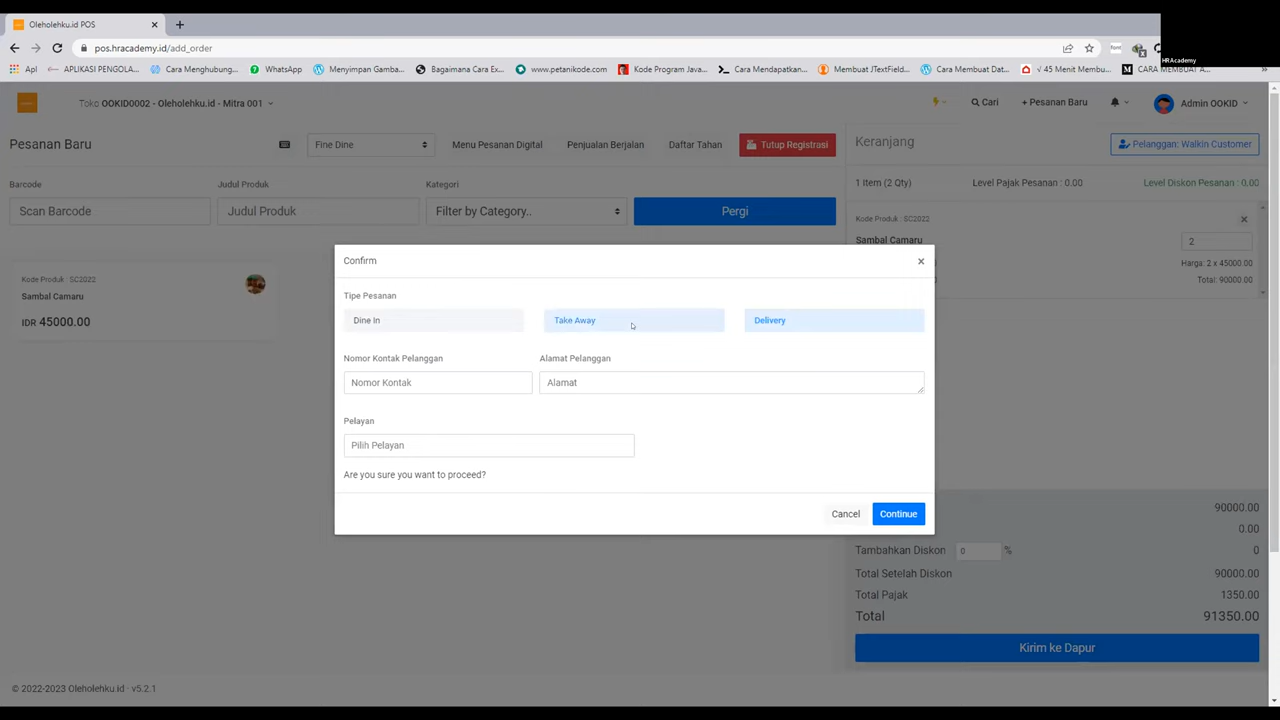 Oleholehku.id POS
HRAcademy
pos.hracademy.id/add_order
Apl
APLIKASI PENGOLA...
Cara Menghubung...
WhatsApp
Menyimpan Gamba...
Bagaimana Cara Ex...
www.petanikode.com
Kode Program Java...
Cara Mendapatkan...
Membuat JTextField...
Cara Membuat Dat...
√ 45 Menit Membu...
CARA MEMBUAT A...
Toko OOKID0002 - Oleholehku.id - Mitra 001
Cari
+ Pesanan Baru
Admin OOKID
Pesanan Baru
Fine Dine
Menu Pesanan Digital
Penjualan Berjalan
Daftar Tahan
Tutup Registrasi
Keranjang
Pelanggan: Walkin Customer
Barcode
Judul Produk
Kategori
1 Item (2 Qty)
Level Pajak Pesanan : 0.00
Level Diskon Pesanan : 0.00
Scan Barcode
Judul Produk
Filter by Category..
Pergi
Kode Produk : SC2022
Sambal Camaru
2
Harga: 2 x 45000.00
Total: 90000.00
Kode Produk : SC2022
Sambal Camaru
IDR 45000.00
Confirm
Tipe Pesanan
Dine In
Take Away
Delivery
Nomor Kontak Pelanggan
Alamat Pelanggan
Nomor Kontak
Alamat
Pelayan
Pilih Pelayan
Are you sure you want to proceed?
Cancel
Continue
90000.00
0.00
Tambahkan Diskon
0
%
0
Total Setelah Diskon
90000.00
Total Pajak
1350.00
Total
91350.00
Kirim ke Dapur
© 2022-2023 Oleholehku.id · v5.2.1